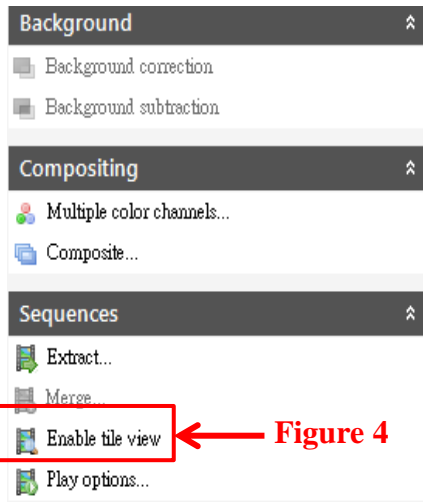 Background
Background correction
Background subtraction
Compositing
Multiple color channels...
Composite...
Sequences
Extract...
Merge...
Enable tile view
Figure 4
Play options...